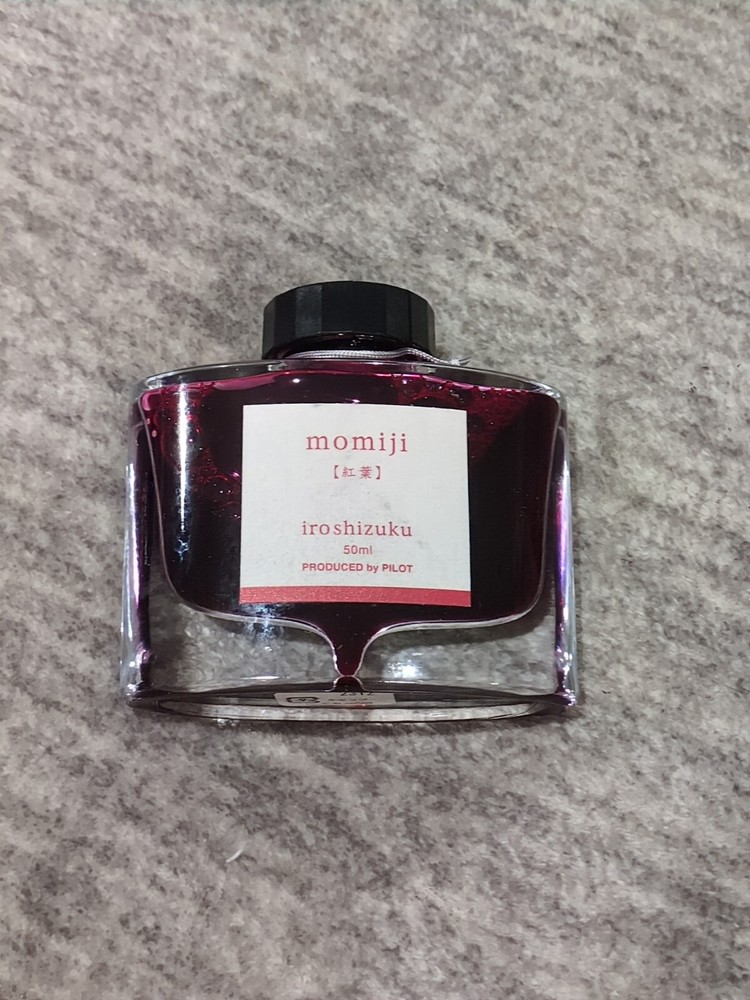 momiji
【紅葉】
iroshizuku
50ml
PRODUCED by PILOT